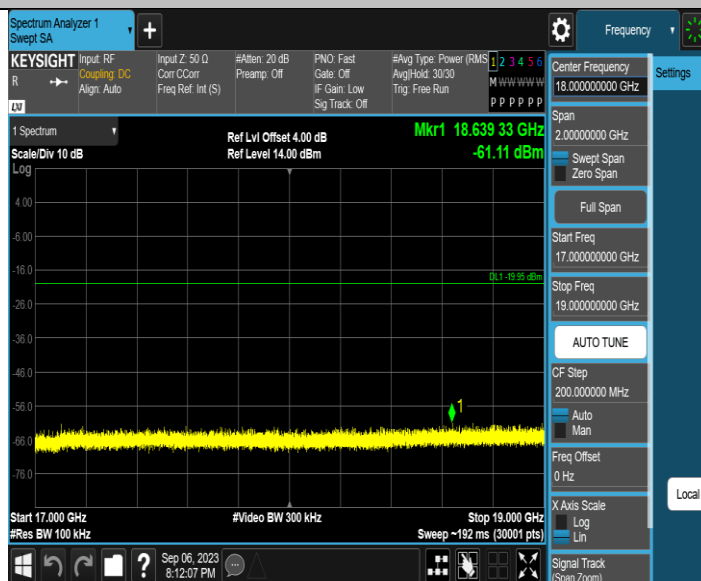 Spectrum Analyzer 1
Swept SA
Frequency
KEYSIGHT
R
LXI
Input: RF
Coupling: DC
Align: Auto
Input Z: 50 Ω
Corr CCorr
Freq Ref: Int (S)
#Atten: 20 dB
Preamp: Off
PNO: Fast
Gate: Off
IF Gain: Low
Sig Track: Off
#Avg Type: Power (RMS
Avg|Hold: 30/30
Trig: Free Run
1 2 3 4 5 6
M W W W W W
P P P P P P
1 Spectrum
Scale/Div 10 dB
Log
Ref Lvl Offset 4.00 dB
Ref Level 14.00 dBm
Mkr1 18.639 33 GHz
-61.11 dBm
4.00
-6.00
-16.0
DL1 -19.95 dBm
-26.0
-36.0
-46.0
-56.0
1
-66.0
-76.0
Start 17.000 GHz
#Res BW 100 kHz
#Video BW 300 kHz
Stop 19.000 GHz
Sweep ~192 ms (30001 pts)
Sep 06, 2023
8:12:07 PM
Center Frequency
18.000000000 GHz
Span
2.00000000 GHz
Swept Span
Zero Span
Full Span
Start Freq
17.000000000 GHz
Stop Freq
19.000000000 GHz
AUTO TUNE
CF Step
200.000000 MHz
Auto
Man
Freq Offset
0 Hz
X Axis Scale
Log
Lin
Signal Track
(Span Zoom)
Settings
Local